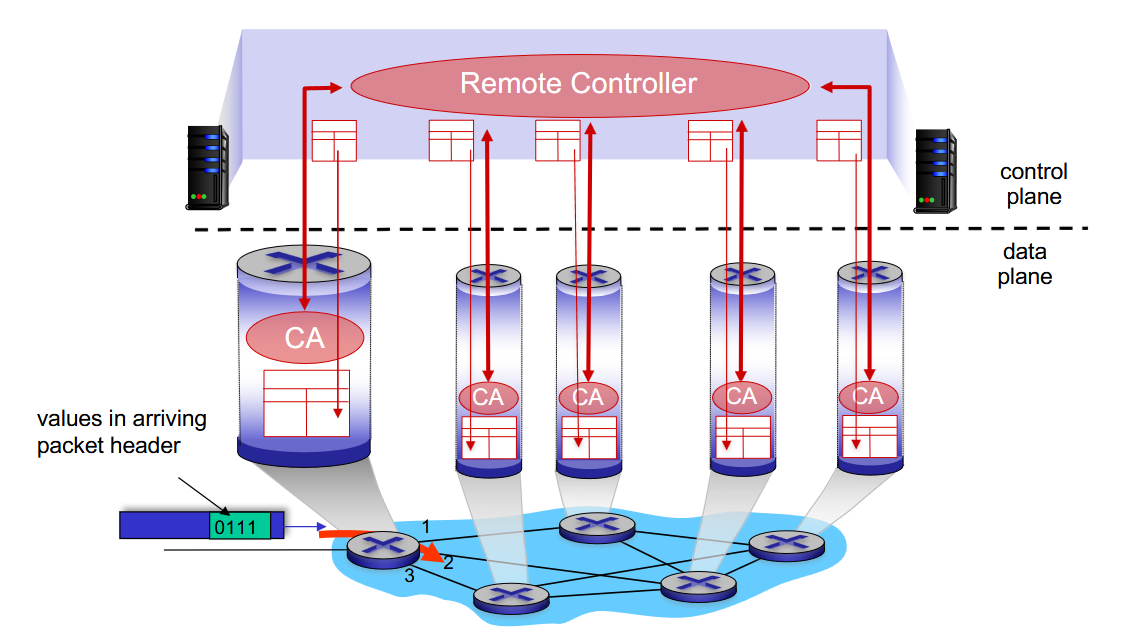 Remote Controller
control
plane
data
plane
CA
CA
CA
CA
CA
values in arriving
packet header
0111
1
2
3